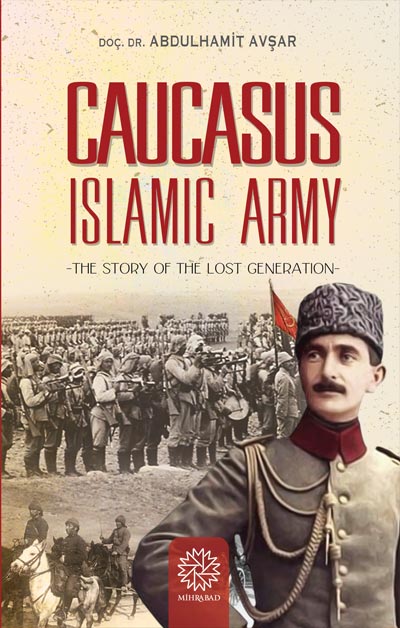 DOÇ. DR. ABDULHAMİT AVŞAR
CAUCASUS
ISLAMIC ARMY
-THE STORY OF THE LOST GENERATION-
MİHRABAD